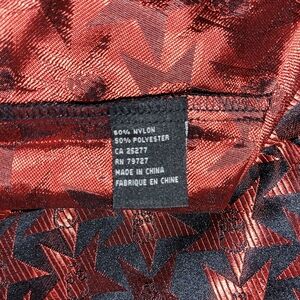 50% NYLON
50% POLYESTER
CA 25277
RN 79727
MADE IN CHINA
FABRIQUE EN CHINE